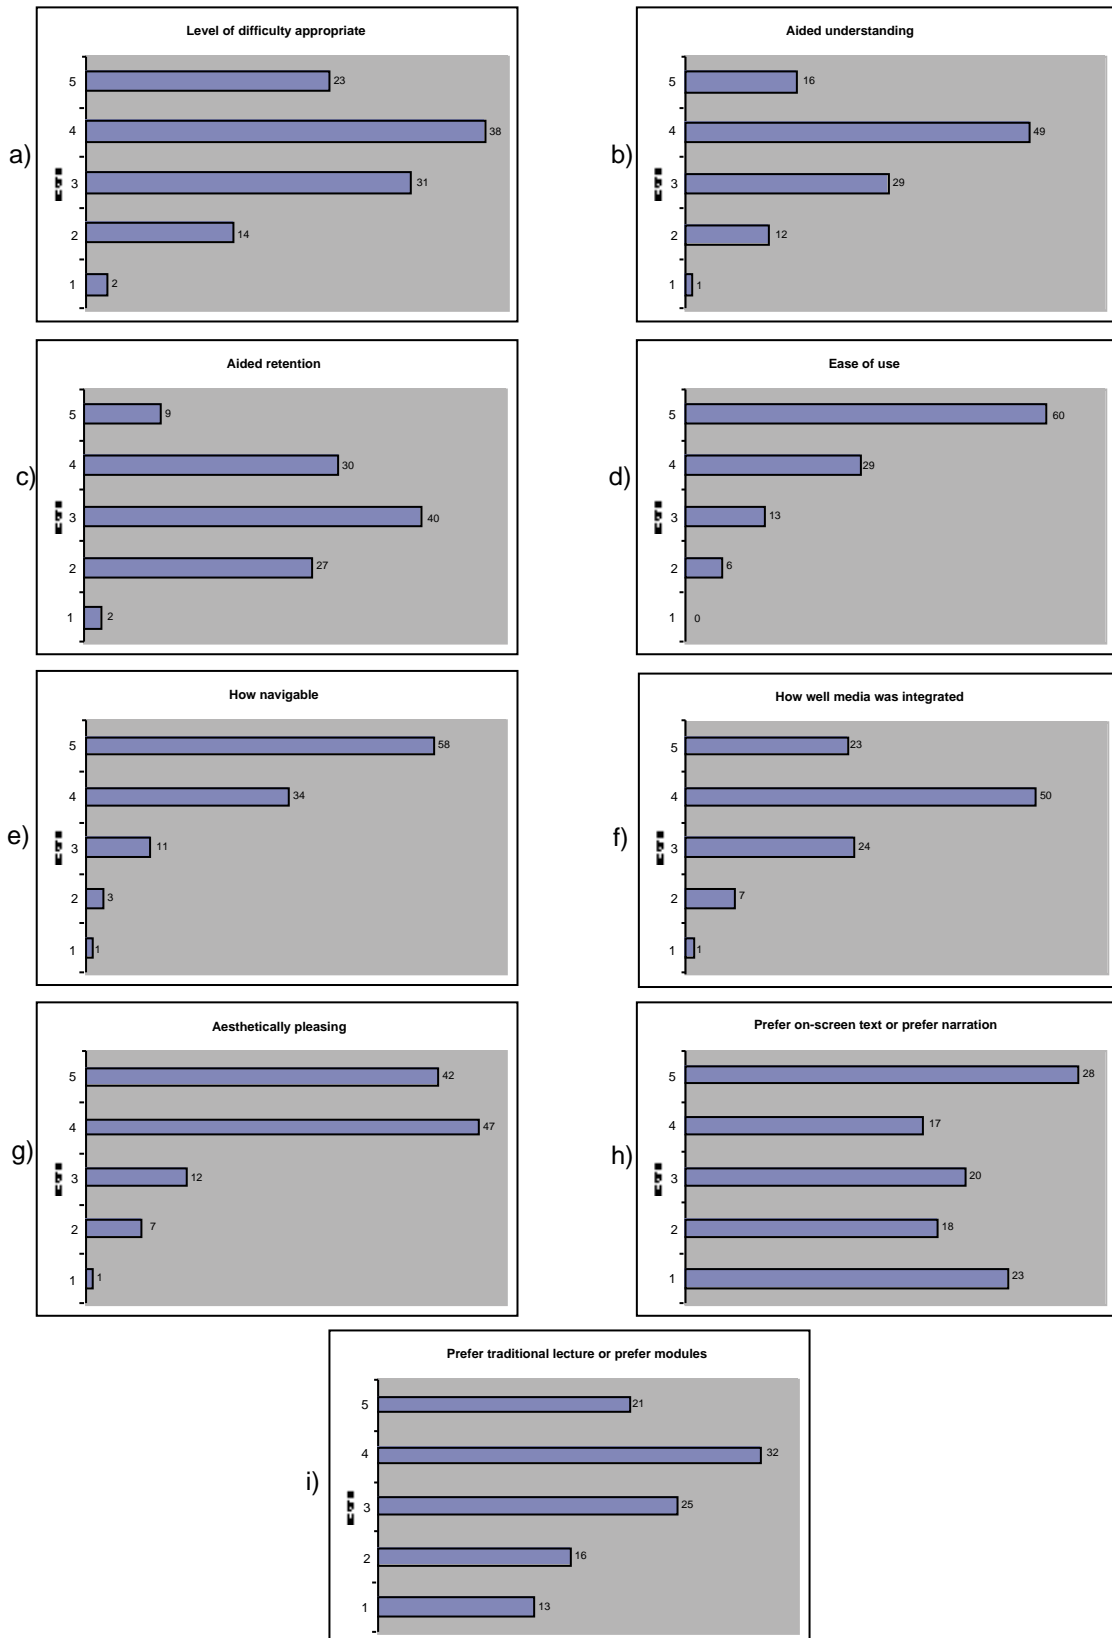 Level of difficulty appropriate
5 23
4 38
a)
3 31
2 14
1 2
Aided understanding
5 16
4 49
b)
3 29
2 12
1 1
Aided retention
5 9
4 30
c)
3 40
2 27
1 2
Ease of use
5 60
4 29
d)
3 13
2 6
1 0
How navigable
5 58
4 34
e)
3 11
2 3
1 1
How well media was integrated
5 23
4 50
f)
3 24
2 7
1 1
Aesthetically pleasing
5 42
4 47
g)
3 12
2 7
1 1
Prefer on-screen text or prefer narration
5 28
4 17
h)
3 20
2 18
1 23
Prefer traditional lecture or prefer modules
5 21
4 32
i)
3 25
2 16
1 13